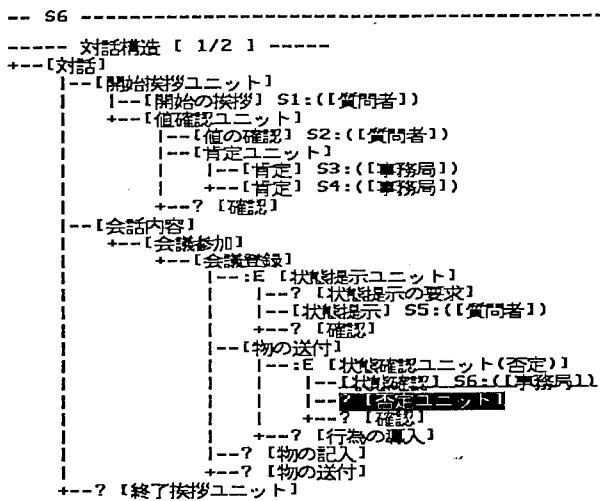 -- S6 --------------------------------------------
----- 対話構造 [ 1/2 ] -----
+--[対話]
|--[開始挨拶ユニット]
| |--[開始の挨拶] S1:([質問者])
| +--[値確認ユニット]
| |--[値の確認] S2:([質問者])
| |--[肯定ユニット]
| | |--[肯定] S3:([事務局])
| | +--[肯定] S4:([事務局])
| +--? [確認]
|--[会話内容]
| +--[会議参加]
| +--[会議登録]
| |--:E [状態提示ユニット]
| | |--? [状態提示の要求]
| | |--[状態提示] S5:([質問者])
| | +--? [確認]
| |--[物の送付]
| | |--:E [状態確認ユニット(否定)]
| | | |--[状態確認] S6:([事務局])
| | | |--? [否定ユニット]
| | | +--? [確認]
| | +--? [行為の導入]
| |--? [物の記入]
| +--? [物の送付]
+--? [終了挨拶ユニット]